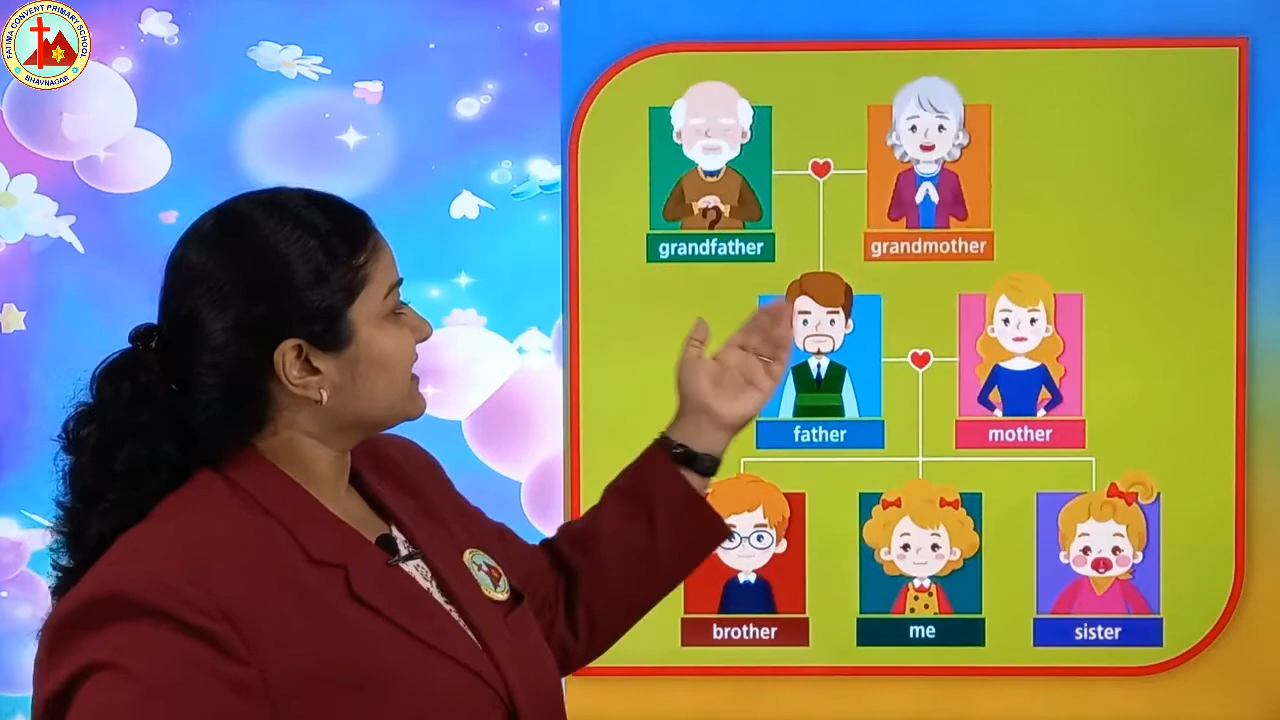 FATIMA CONVENT PRIMARY SCHOOL
BHAVNAGAR
grandfather
grandmother
father
mother
brother
me
sister